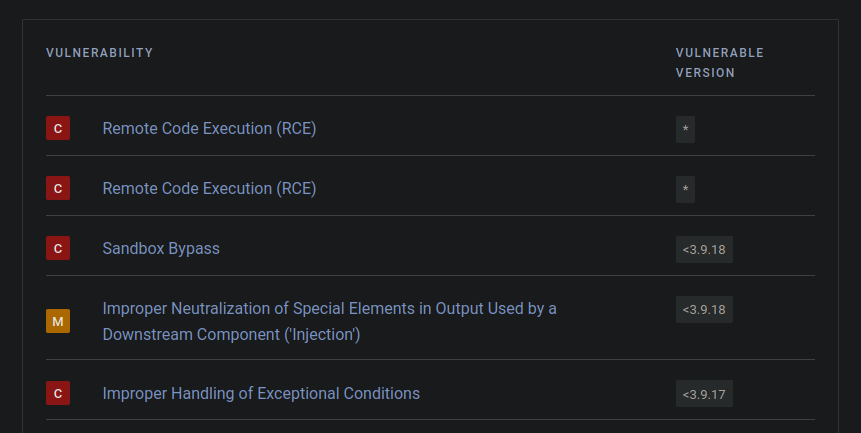 VULNERABILITY
VULNERABLE
VERSION
C Remote Code Execution (RCE) *
C Remote Code Execution (RCE) *
C Sandbox Bypass <3.9.18
M Improper Neutralization of Special Elements in Output Used by a <3.9.18
Downstream Component ('Injection')
C Improper Handling of Exceptional Conditions <3.9.17